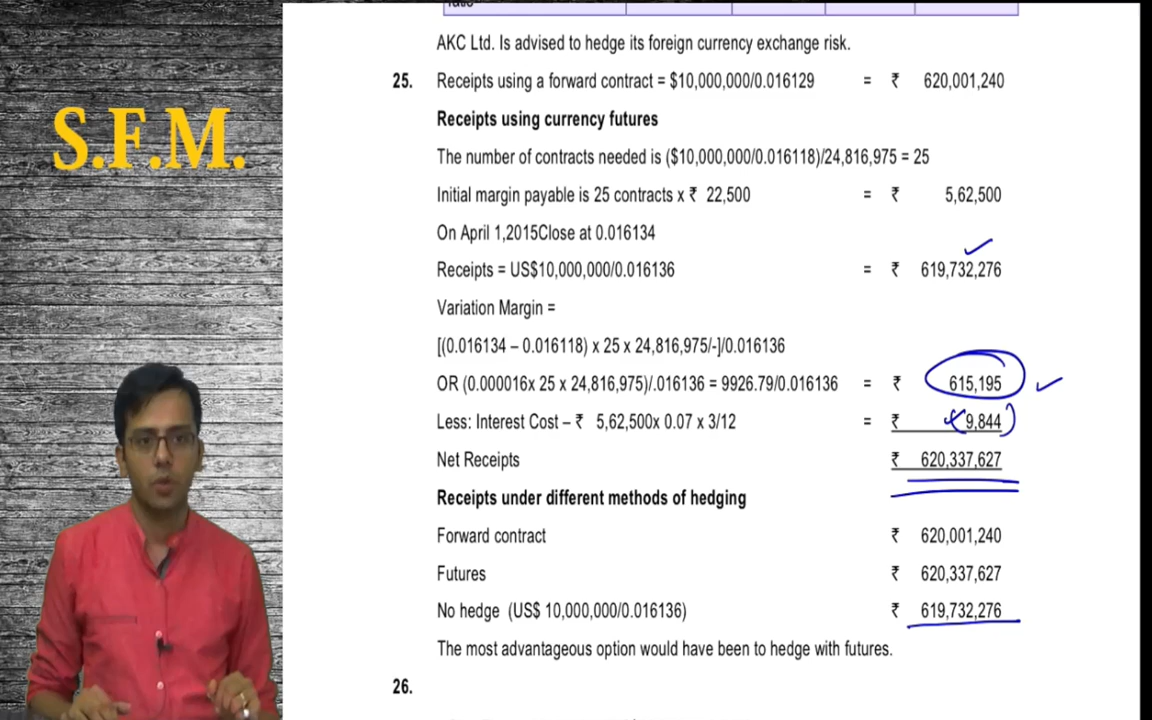 S.F.M.
AKC Ltd. Is advised to hedge its foreign currency exchange risk.
25. Receipts using a forward contract = $10,000,000/0.016129 = ₹ 620,001,240
Receipts using currency futures
The number of contracts needed is ($10,000,000/0.016118)/24,816,975 = 25
Initial margin payable is 25 contracts x ₹ 22,500 = ₹ 5,62,500
On April 1,2015Close at 0.016134
Receipts = US$10,000,000/0.016136 = ₹ 619,732,276
Variation Margin =
[(0.016134 – 0.016118) x 25 x 24,816,975/-]/0.016136
OR (0.000016x 25 x 24,816,975)/.016136 = 9926.79/0.016136 = ₹ 615,195
Less: Interest Cost – ₹ 5,62,500x 0.07 x 3/12 = ₹ (9,844)
Net Receipts ₹ 620,337,627
Receipts under different methods of hedging
Forward contract ₹ 620,001,240
Futures ₹ 620,337,627
No hedge (US$ 10,000,000/0.016136) ₹ 619,732,276
The most advantageous option would have been to hedge with futures.
26.